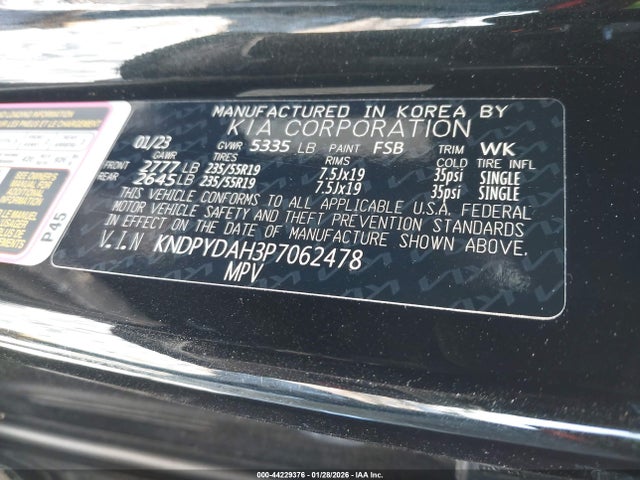 MANUFACTURED IN KOREA BY
KIA CORPORATION
01/23 GVWR 5335 LB PAINT FSB TRIM WK
GAWR TIRES RIMS COLD TIRE INFL
FRONT 2777 LB 235/55R19 7.5Jx19 35psi SINGLE
REAR 2645 LB 235/55R19 7.5Jx19 35psi SINGLE
THIS VEHICLE CONFORMS TO ALL APPLICABLE U.S.A. FEDERAL
MOTOR VEHICLE SAFETY AND THEFT PREVENTION STANDARDS
IN EFFECT ON THE DATE OF MANUFACTURE SHOWN ABOVE.
V.I.N KNDPYDAH3P7062478
MPV
P45
LOADING INFORMATION
000-44229376 | 01/28/2026 - IAA Inc.